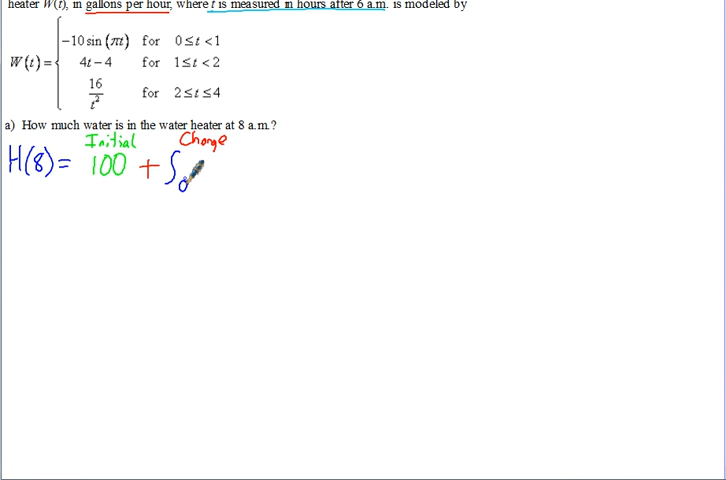 heater W(t), in gallons per hour, where t is measured in hours after 6 a.m. is modeled by
W(t) = { -10 sin(πt) for 0 ≤ t < 1
4t - 4 for 1 ≤ t < 2
16/t² for 2 ≤ t ≤ 4
a) How much water is in the water heater at 8 a.m.?
Initial Change
H(8) = 100 + ∫₀